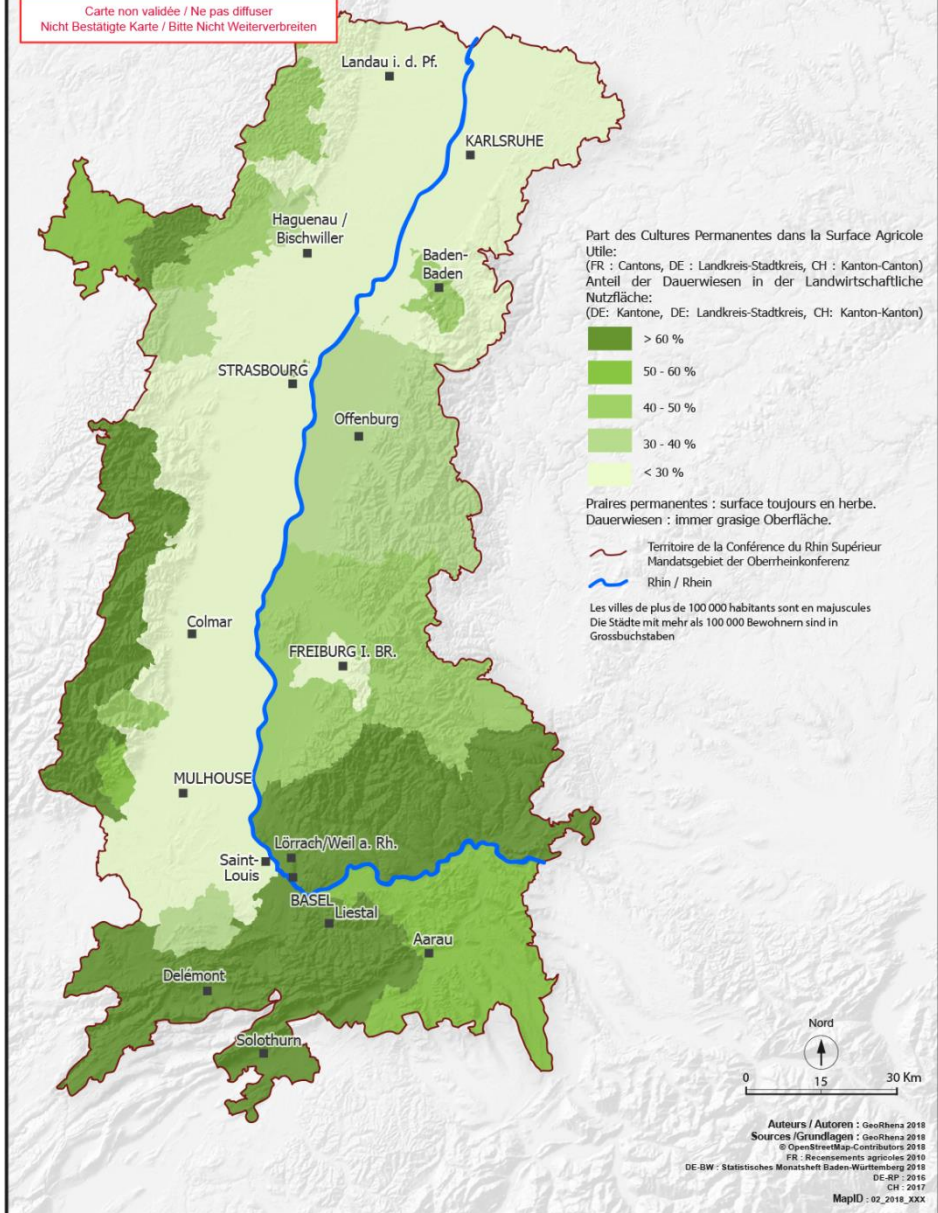 Carte non validée / Ne pas diffuser
Nicht Bestätigte Karte / Bitte Nicht Weiterverbreiten
Landau i. d. Pf.
KARLSRUHE
Haguenau /
Bischwiller
Baden-
Baden
STRASBOURG
Offenburg
Colmar
FREIBURG I. BR.
MULHOUSE
Lörrach/Weil a. Rh.
Saint-
Louis
BASEL
Liestal
Aarau
Delémont
Solothurn
Part des Cultures Permanentes dans la Surface Agricole
Utile:
(FR : Cantons, DE : Landkreis-Stadtkreis, CH : Kanton-Canton)
Anteil der Dauerwiesen in der Landwirtschaftliche
Nutzfläche:
(DE: Kantone, DE: Landkreis-Stadtkreis, CH: Kanton-Kanton)
> 60 %
50 - 60 %
40 - 50 %
30 - 40 %
< 30 %
Praires permanentes : surface toujours en herbe.
Dauerwiesen : immer grasige Oberfläche.
Territoire de la Conférence du Rhin Supérieur
Mandatsgebiet der Oberrheinkonferenz
Rhin / Rhein
Les villes de plus de 100 000 habitants sont en majuscules
Die Städte mit mehr als 100 000 Bewohnern sind in
Grossbuchstaben
Nord
0 15 30 Km
Auteurs / Autoren : GeoRhena 2018
Sources /Grundlagen : GeoRhena 2018
© OpenStreetMap-Contributors 2018
FR : Recensements agricoles 2010
DE-BW : Statistisches Monatsheft Baden-Württemberg 2018
DE-RP : 2016
CH : 2017
MapID : 02_2018_XXX